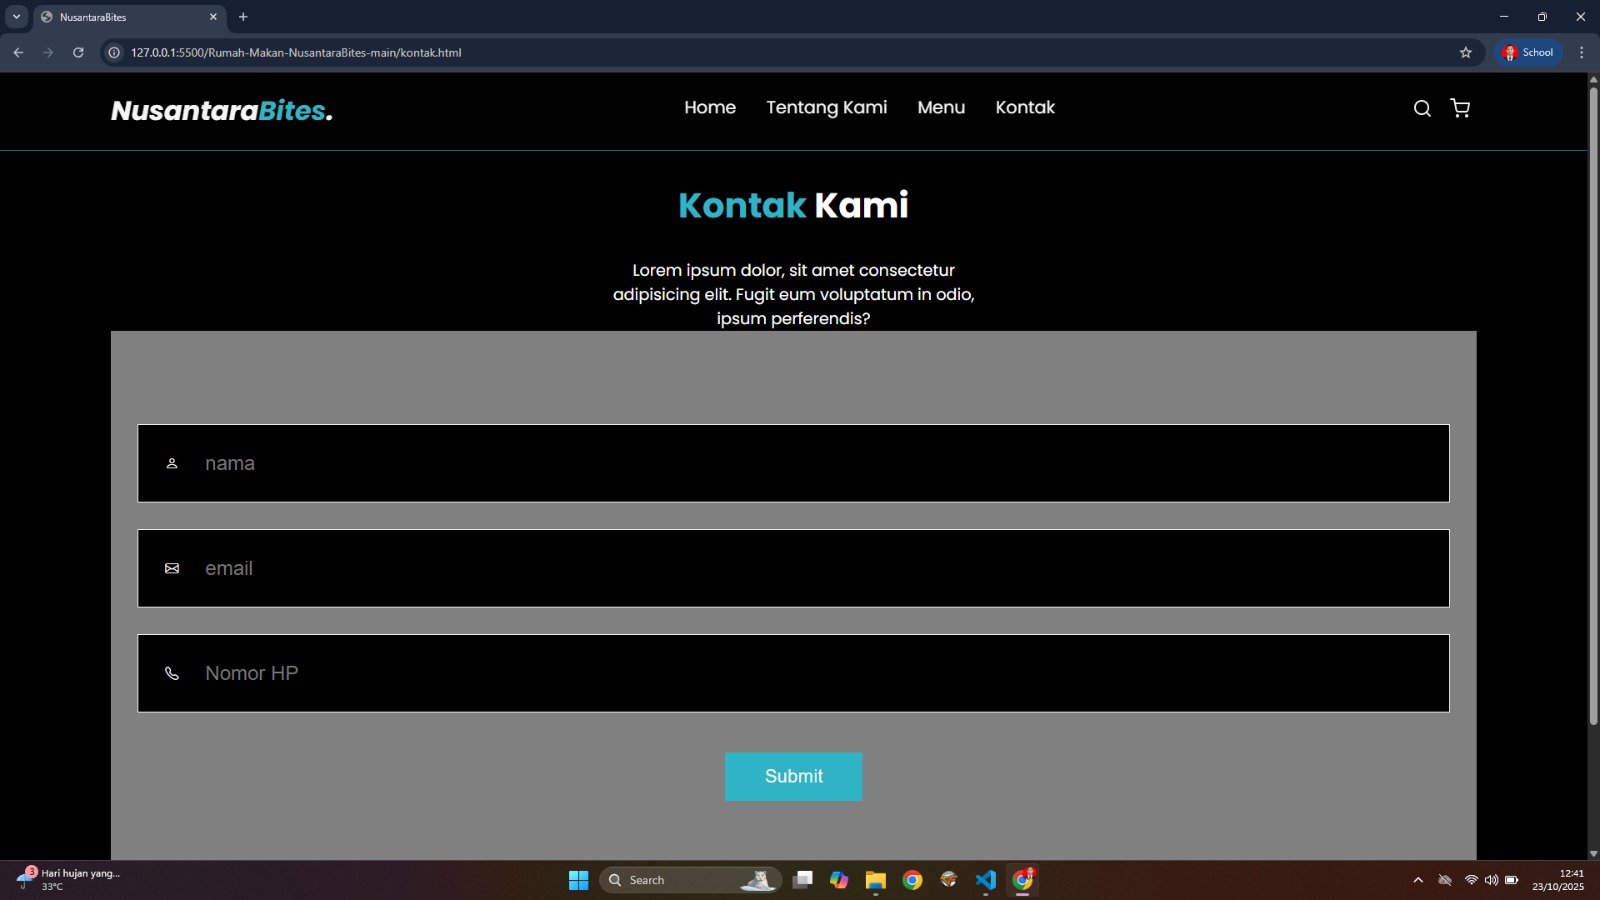 NusantaraBites
127.0.0.1:5500/Rumah-Makan-NusantaraBites-main/kontak.html
School
NusantaraBites.
Home
Tentang Kami
Menu
Kontak
Kontak Kami
Lorem ipsum dolor, sit amet consectetur
adipisicing elit. Fugit eum voluptatum in odio,
ipsum perferendis?
nama
email
Nomor HP
Submit
3
Hari hujan yang...
33°C
Search
12:41
23/10/2025